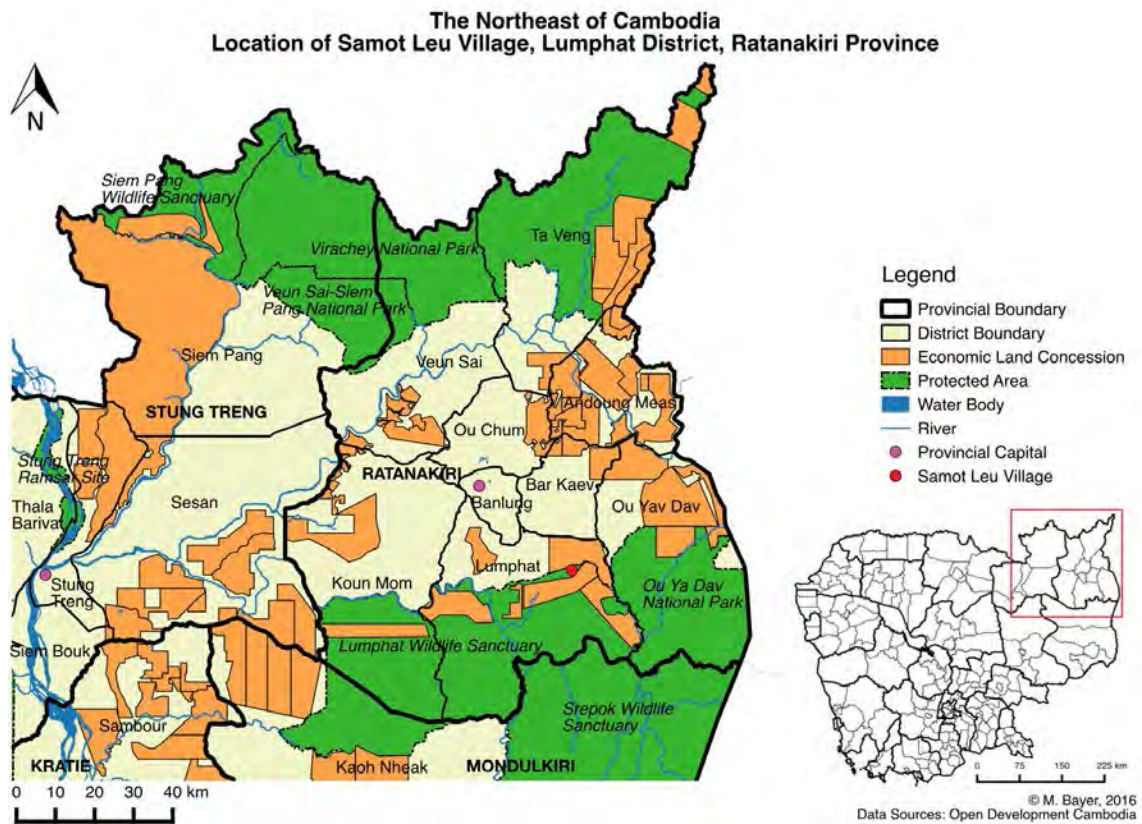 The Northeast of Cambodia
Location of Samot Leu Village, Lumphat District, Ratanakiri Province
N
Siem Pang
Wildlife Sanctuary
Virachey National Park
Ta Veng
Veun Sai-Siem
Pang National Park
Siem Pang
Veun Sai
STUNG TRENG
Andoung Meas
Ou Chum
Stung Treng
Ramsar Site
RATANAKIRI
Bar Kaev
Sesan
Banlung
Ou Yav Dav
Thala
Barivat
Lumphat
Stung
Treng
Koun Mom
Ou Ya Dav
National Park
Siem Bouk
Lumphat Wildlife Sanctuary
Sambour
Srepok Wildlife
Sanctuary
KRATIE
Kaoh Nheak
MONDULKIRI
0 10 20 30 40 km
Legend
Provincial Boundary
District Boundary
Economic Land Concession
Protected Area
Water Body
River
Provincial Capital
Samot Leu Village
0 75 150 225 km
© M. Bayer, 2016
Data Sources: Open Development Cambodia